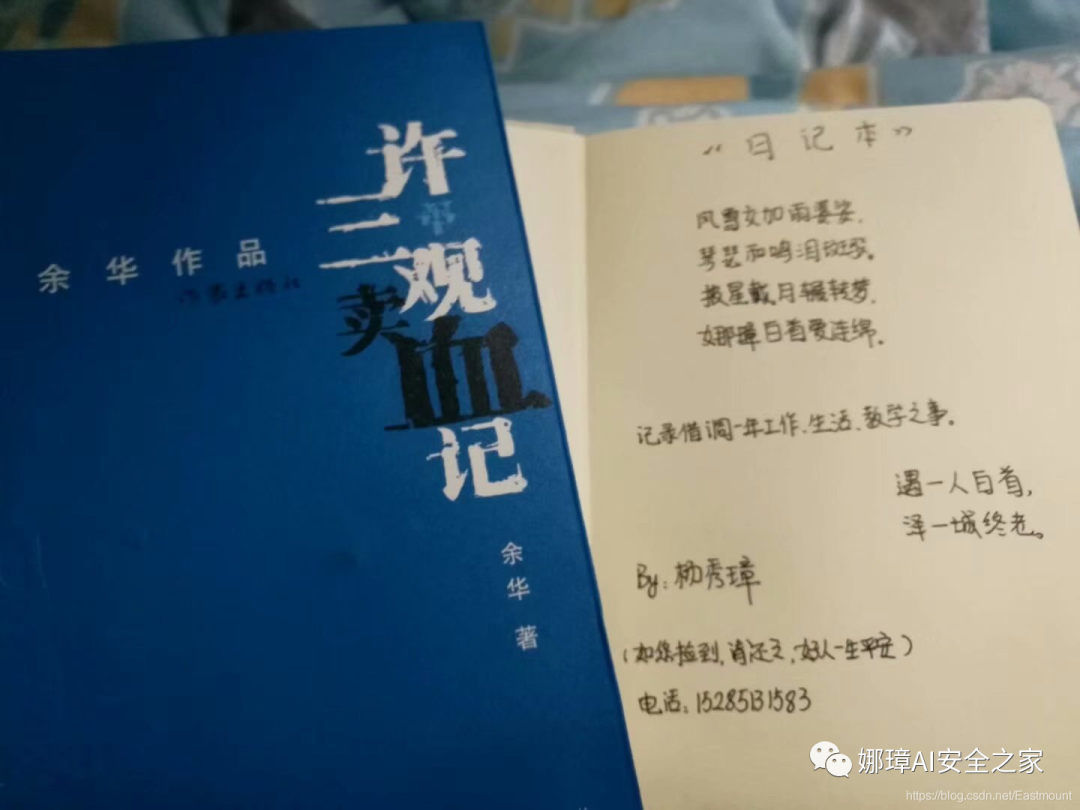 余华作品
作家出版社
许三观卖血记
余华 著
“日记本”
风雪交加雨婆娑,
琴瑟和鸣泪斑驳。
披星戴月辗转梦,
娜璋白首爱连绵。
记录借调一年工作、生活、教学之事。
遇一人白首,
择一城终老。
By: 杨秀璋
(如您捡到,请还之,好人一生平安)
电话: 15285131583
娜璋AI安全之家
https://blog.csdn.net/Eastmount